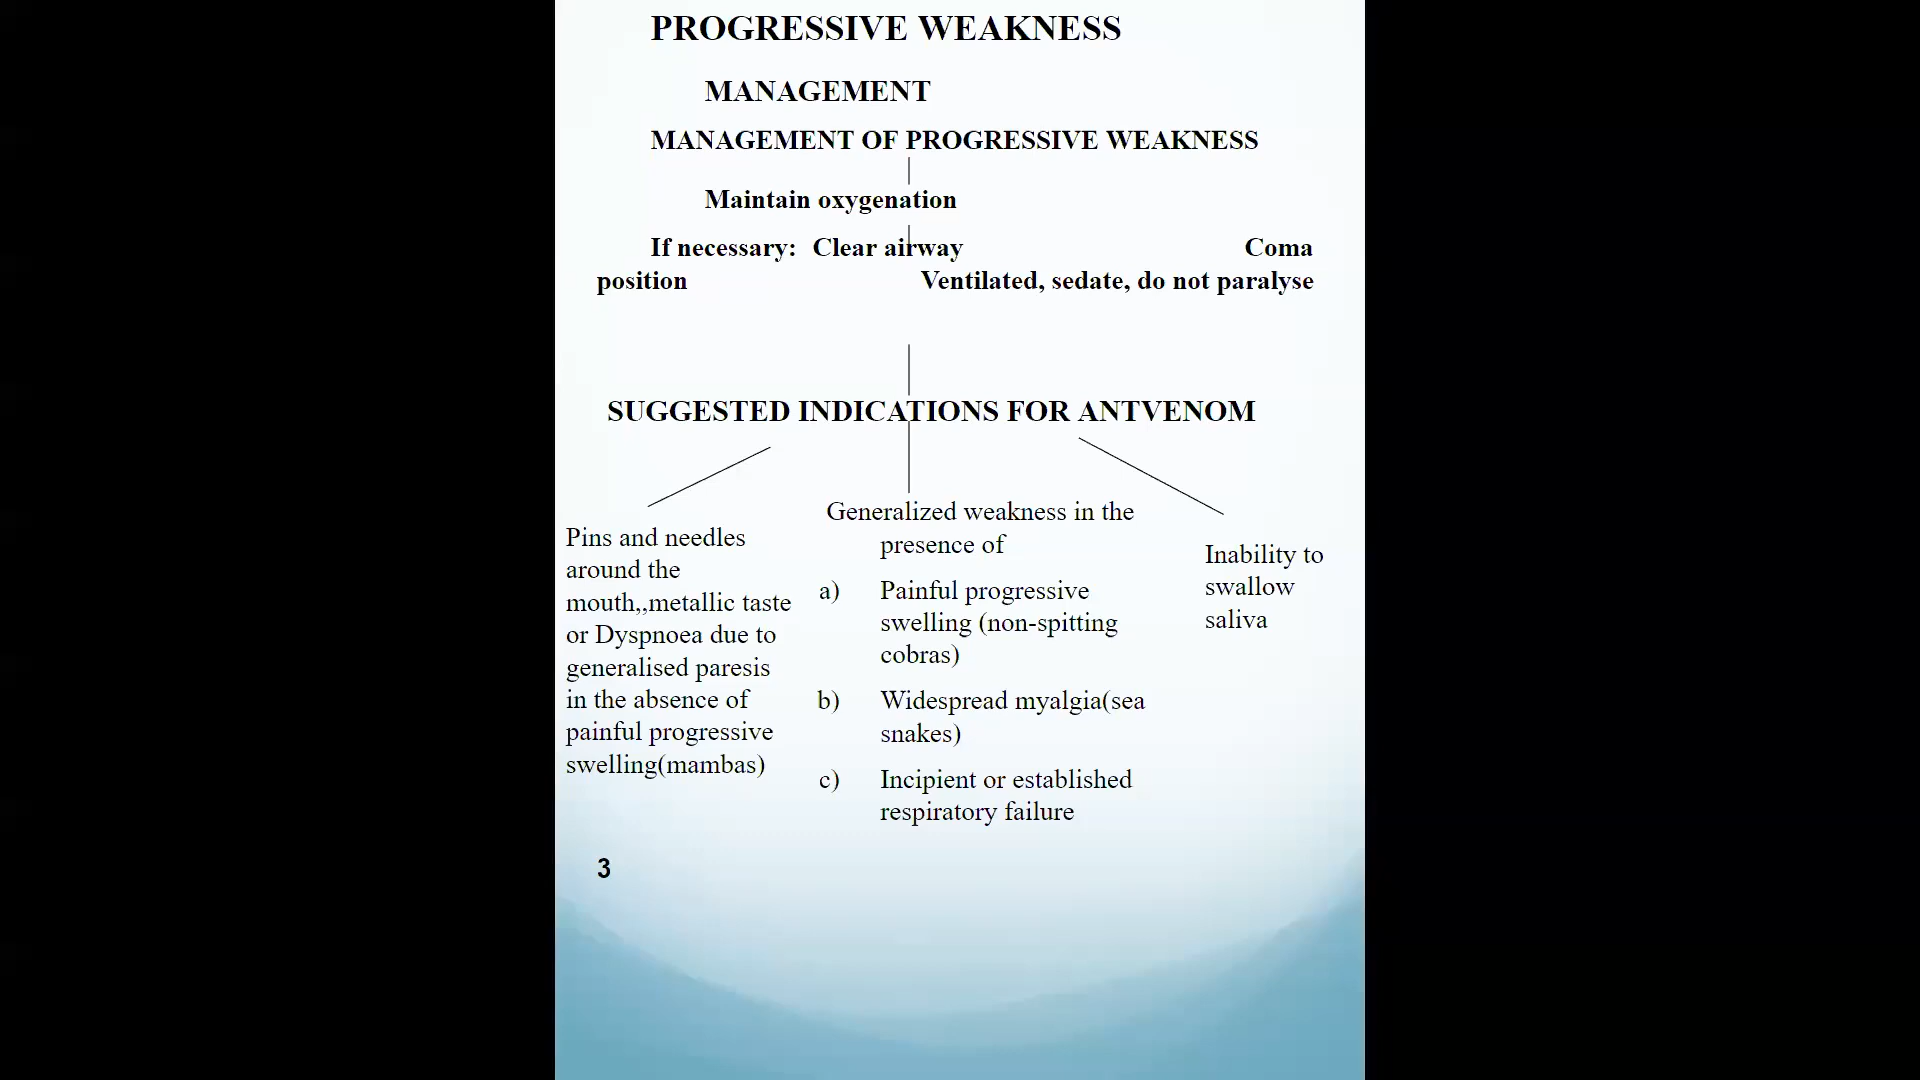 PROGRESSIVE WEAKNESS
MANAGEMENT
MANAGEMENT OF PROGRESSIVE WEAKNESS
Maintain oxygenation
If necessary: Clear airway Coma
position Ventilated, sedate, do not paralyse
SUGGESTED INDICATIONS FOR ANTVENOM
Pins and needles
around the
mouth,,metallic taste
or Dyspnoea due to
generalised paresis
in the absence of
painful progressive
swelling(mambas)
Generalized weakness in the
presence of
a) Painful progressive
swelling (non-spitting
cobras)
b) Widespread myalgia(sea
snakes)
c) Incipient or established
respiratory failure
Inability to
swallow
saliva
3